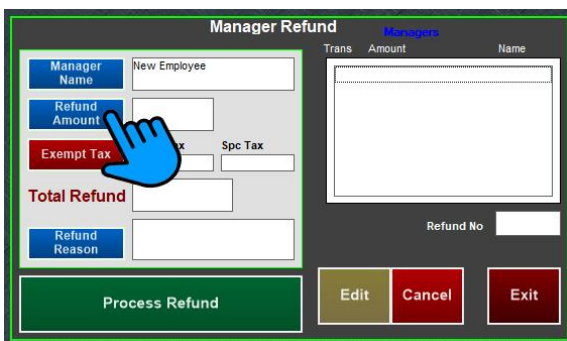 Manager Refund
Managers
Trans Amount Name
Manager
Name
New Employee
Refund
Amount
Exempt Tax
Spc Tax
Total Refund
Refund No
Refund
Reason
Process Refund
Edit
Cancel
Exit